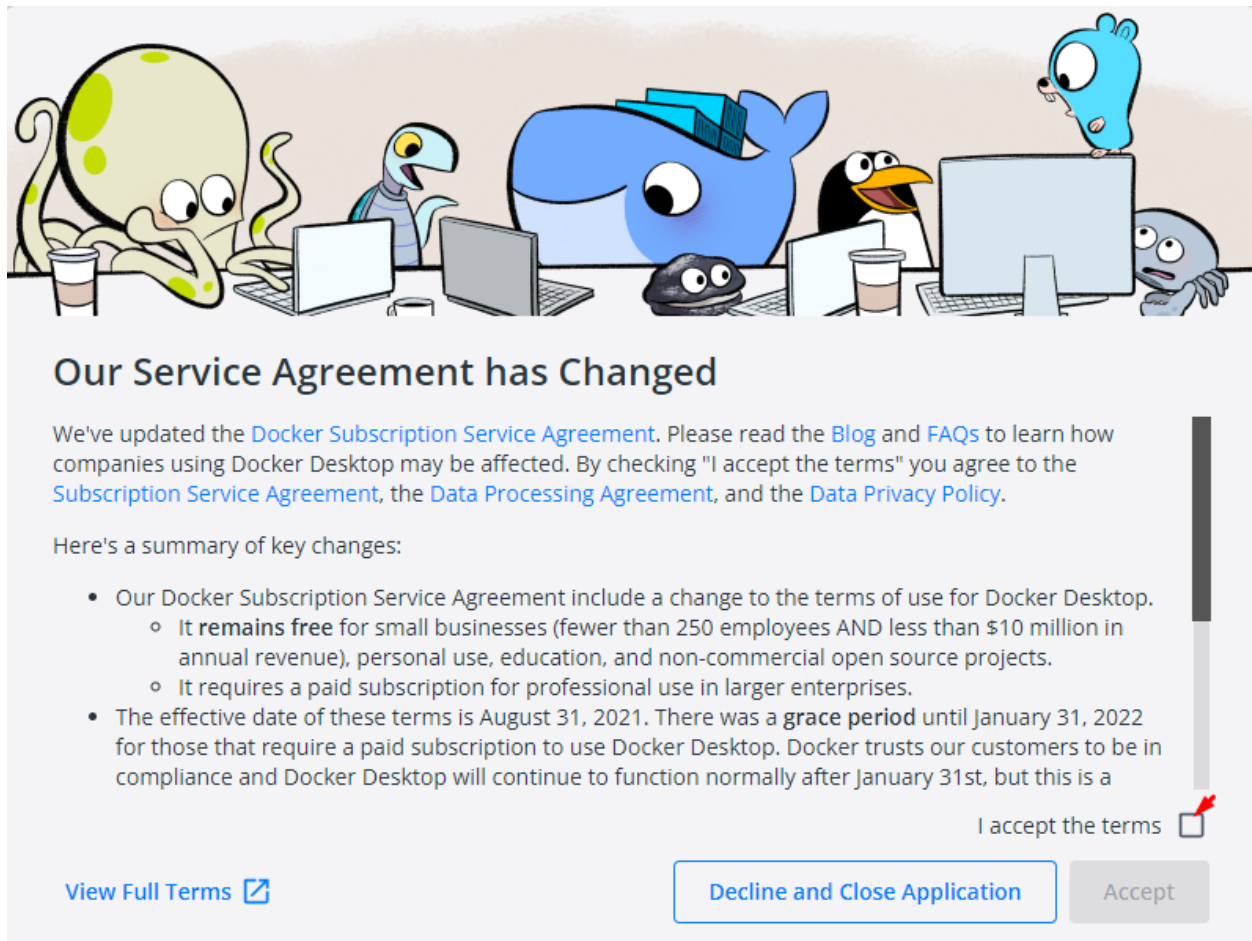 Our Service Agreement has Changed
We've updated the Docker Subscription Service Agreement. Please read the Blog and FAQs to learn how
companies using Docker Desktop may be affected. By checking "I accept the terms" you agree to the
Subscription Service Agreement, the Data Processing Agreement, and the Data Privacy Policy.
Here's a summary of key changes:
• Our Docker Subscription Service Agreement include a change to the terms of use for Docker Desktop.
◦ It remains free for small businesses (fewer than 250 employees AND less than $10 million in
annual revenue), personal use, education, and non-commercial open source projects.
◦ It requires a paid subscription for professional use in larger enterprises.
• The effective date of these terms is August 31, 2021. There was a grace period until January 31, 2022
for those that require a paid subscription to use Docker Desktop. Docker trusts our customers to be in
compliance and Docker Desktop will continue to function normally after January 31st, but this is a
I accept the terms
View Full Terms
Decline and Close Application
Accept